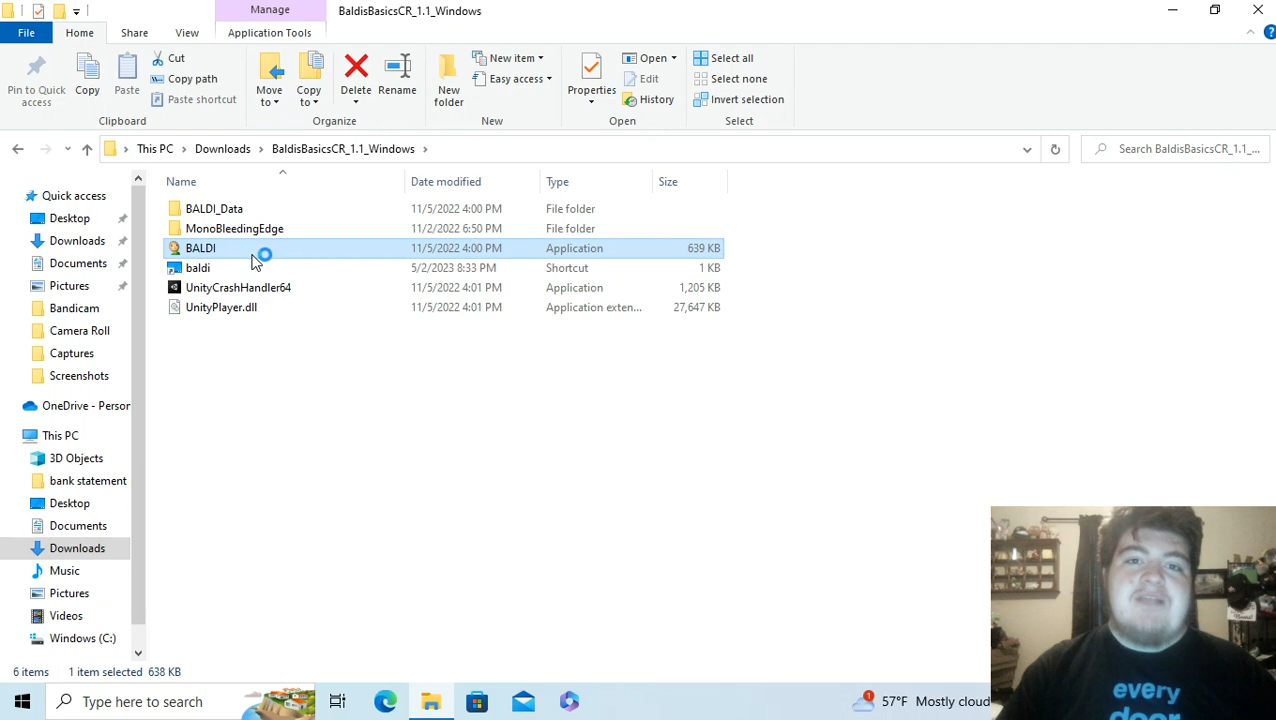 Manage
BaldisBasicsCR_1.1_Windows
File
Home
Share
View
Application Tools
Pin to Quick
access
Copy
Paste
Cut
Copy path
Paste shortcut
Clipboard
Move
to
Copy
to
Delete
Rename
Organize
New
folder
New item
Easy access
New
Properties
Open
Edit
History
Open
Select all
Select none
Invert selection
Select
This PC
Downloads
BaldisBasicsCR_1.1_Windows
Search BaldisBasicsCR_1.1_...
Name
Date modified
Type
Size
BALDI_Data 11/5/2022 4:00 PM File folder
MonoBleedingEdge 11/2/2022 6:50 PM File folder
BALDI 11/5/2022 4:00 PM Application 639 KB
baldi 5/2/2023 8:33 PM Shortcut 1 KB
UnityCrashHandler64 11/5/2022 4:01 PM Application 1,205 KB
UnityPlayer.dll 11/5/2022 4:01 PM Application exten... 27,647 KB
Quick access
Desktop
Downloads
Documents
Pictures
Bandicam
Camera Roll
Captures
Screenshots
OneDrive - Person
This PC
3D Objects
bank statement
Desktop
Documents
Downloads
Music
Pictures
Videos
Windows (C:)
6 items
1 item selected 638 KB
Type here to search
1
57°F Mostly cloudy
every
door